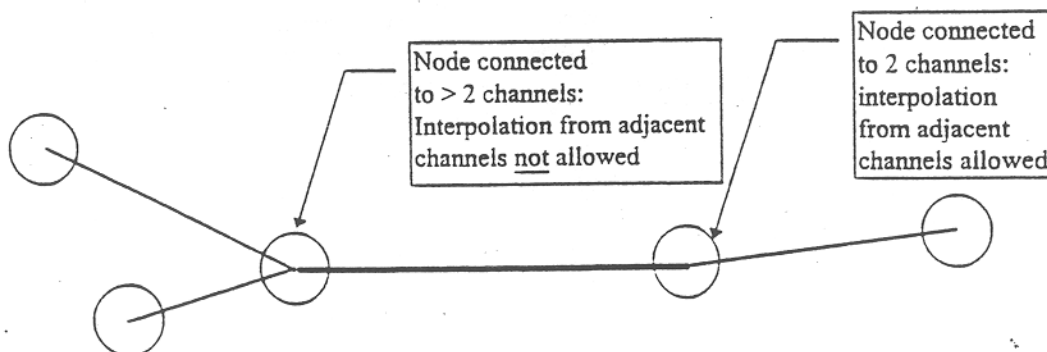 Node connected
to > 2 channels:
Interpolation from adjacent
channels not allowed
Node connected
to 2 channels:
interpolation
from adjacent
channels allowed